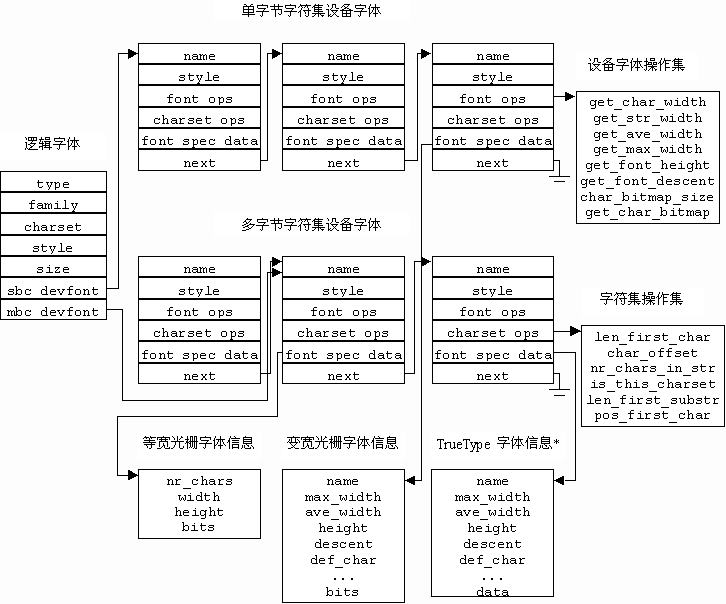 单字节字符集设备字体
name
style
font ops
charset ops
font spec data
next
name
style
font ops
charset ops
font spec data
next
name
style
font ops
charset ops
font spec data
next
设备字体操作集
get_char_width
get_str_width
get_ave_width
get_max_width
get_font_height
get_font_descent
char_bitmap_size
get_char_bitmap
逻辑字体
type
family
charset
style
size
sbc devfont
mbc devfont
多字节字符集设备字体
name
style
font ops
charset ops
font spec data
next
name
style
font ops
charset ops
font spec data
next
name
style
font ops
charset ops
font spec data
next
字符集操作集
len_first_char
char_offset
nr_chars_in_str
is_this_charset
len_first_substr
pos_first_char
等宽光栅字体信息
nr_chars
width
height
bits
变宽光栅字体信息
name
max_width
ave_width
height
descent
def_char
...
bits
TrueType 字体信息*
name
max_width
ave_width
height
descent
def_char
...
data